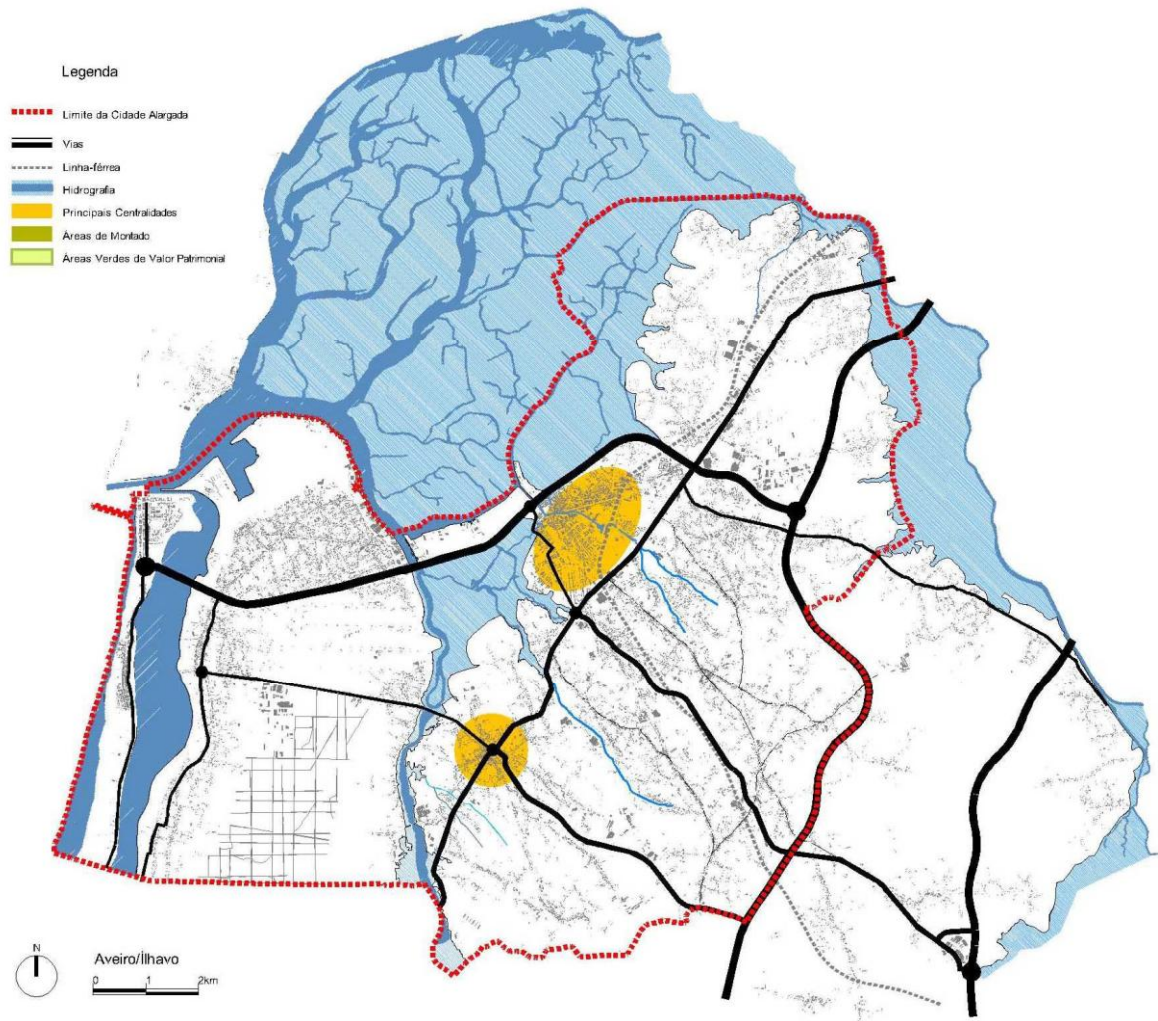 Legenda
Limite da Cidade Alargada
Vias
Linha-férrea
Hidrografia
Principais Centralidades
Áreas de Montado
Áreas Verdes de Valor Patrimonial
N
Aveiro/Ílhavo
0 1 2km